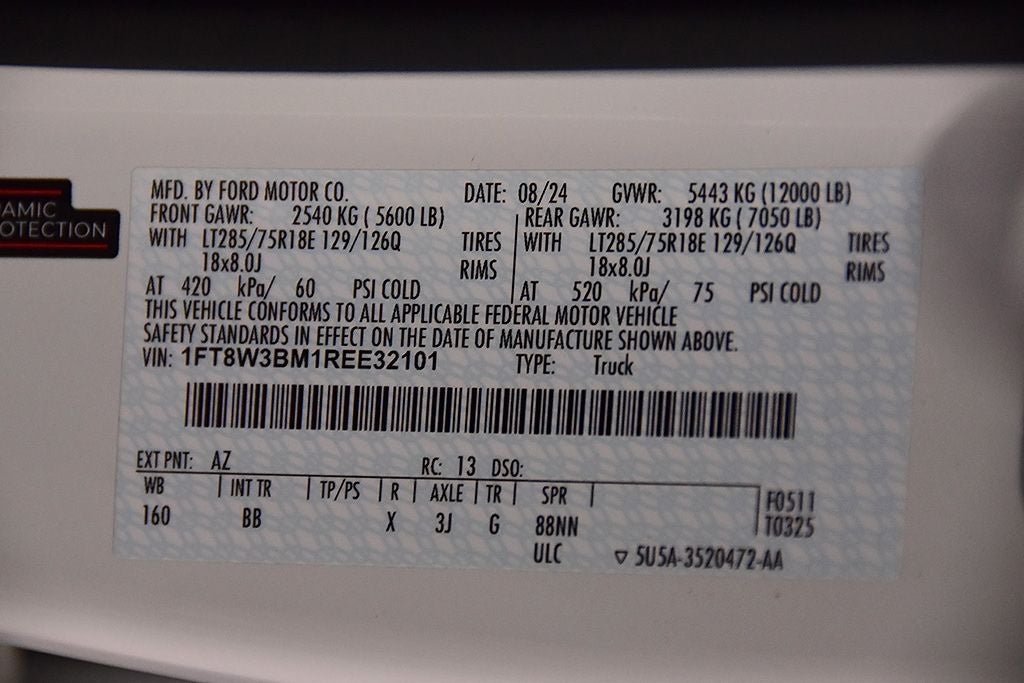 MFD. BY FORD MOTOR CO. DATE: 08/24 GVWR: 5443 KG (12000 LB)
FRONT GAWR: 2540 KG ( 5600 LB) REAR GAWR: 3198 KG ( 7050 LB)
WITH LT285/75R18E 129/126Q TIRES WITH LT285/75R18E 129/126Q TIRES
18x8.0J RIMS 18x8.0J RIMS
AT 420 kPa/ 60 PSI COLD AT 520 kPa/ 75 PSI COLD
THIS VEHICLE CONFORMS TO ALL APPLICABLE FEDERAL MOTOR VEHICLE
SAFETY STANDARDS IN EFFECT ON THE DATE OF MANUFACTURE SHOWN ABOVE.
VIN: 1FT8W3BM1REE32101 TYPE: Truck
EXT PNT: AZ RC: 13 DSO:
WB INT TR TP/PS R AXLE TR SPR F0511
160 BB X 3J G 88NN T0325
ULC ▽ 5U5A-3520472-AA
AMIC
OTECTION